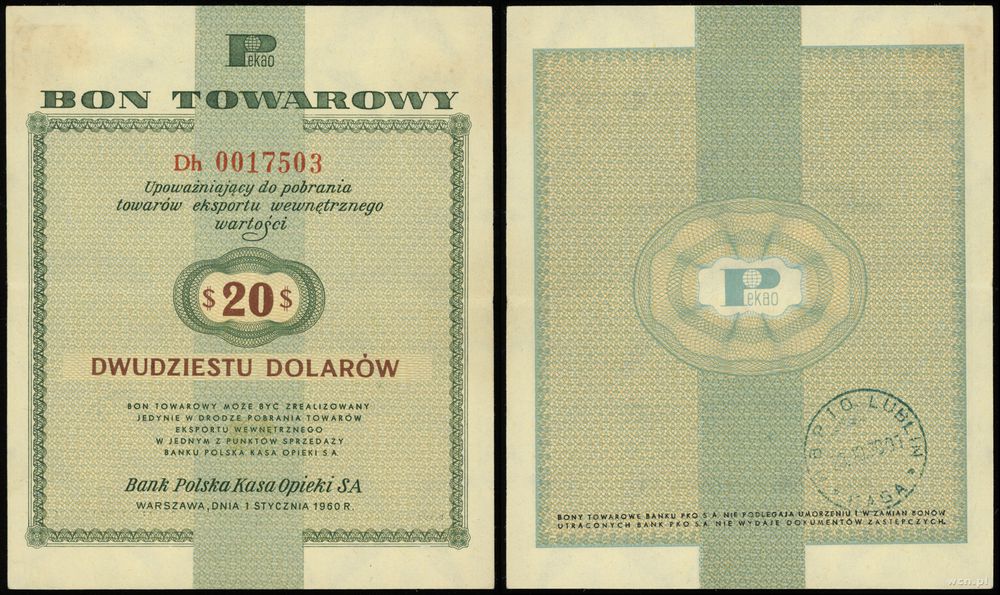 Pekao
BON TOWAROWY
Dh 0017503
Upoważniający do pobrania
towarów eksportu wewnętrznego
wartości
$ 20 $
DWUDZIESTU DOLARÓW
BON TOWAROWY MOŻE BYĆ ZREALIZOWANY
JEDYNIE W DRODZE POBRANIA TOWARÓW
EKSPORTU WEWNĘTRZNEGO
W JEDNYM Z PUNKTÓW SPRZEDAŻY
BANKU POLSKA KASA OPIEKI S A
Bank Polska Kasa Opieki SA
WARSZAWA, DNIA 1 STYCZNIA 1960 R.
Pekao
LUBLIN
KASA
BONY TOWAROWE BANKU PKO S.A. NIE PODLEGAJĄ UMORZENIU I W ZAMIAN BONÓW
UTRACONYCH BANK PKO S.A. NIE WYDAJE DOKUMENTÓW ZASTĘPCZYCH.
wcn.pl